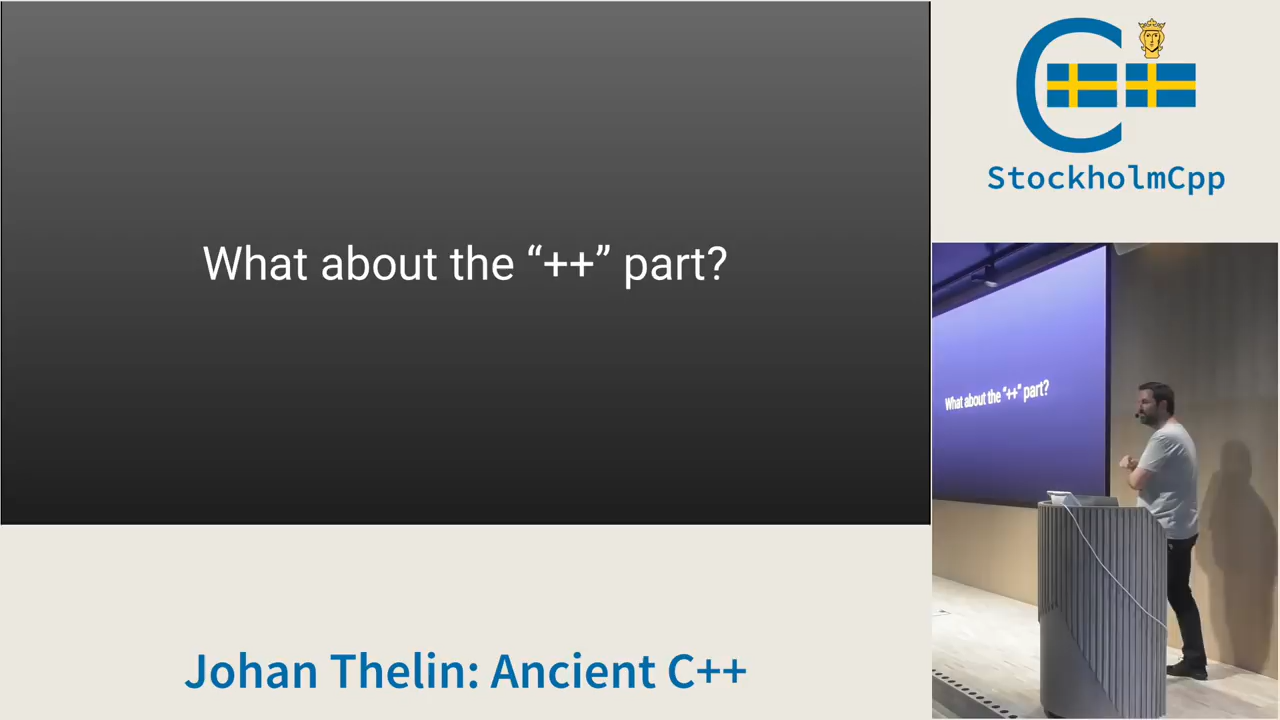 What about the “++” part?
StockholmCpp
What about the “++” part?
Johan Thelin: Ancient C++